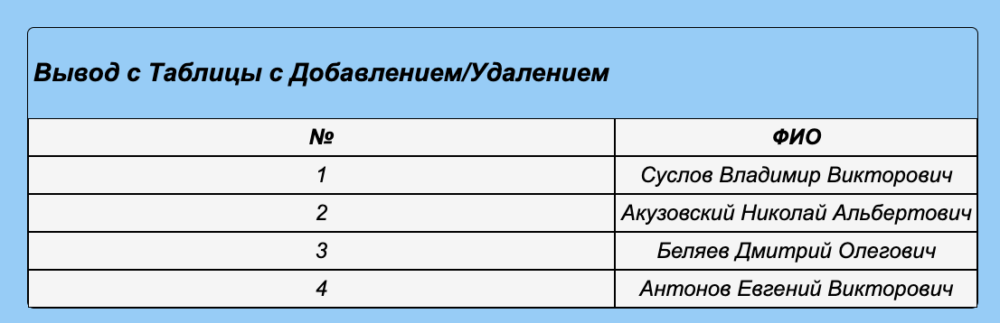 Вывод с Таблицы с Добавлением/Удалением
№ ФИО
1 Суслов Владимир Викторович
2 Акузовский Николай Альбертович
3 Беляев Дмитрий Олегович
4 Антонов Евгений Викторович